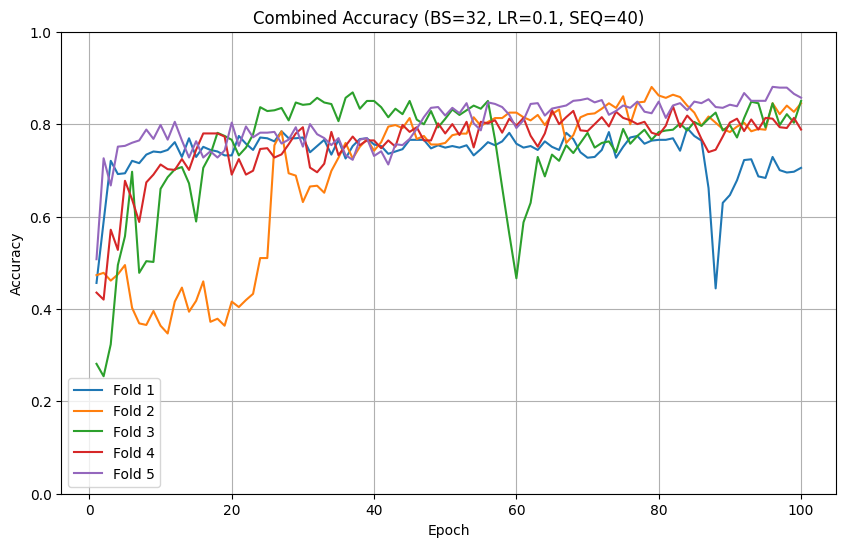 Combined Accuracy (BS=32, LR=0.1, SEQ=40)
1.0
0.8
0.6
0.4
0.2
0.0
Accuracy
Fold 1
Fold 2
Fold 3
Fold 4
Fold 5
0 20 40 60 80 100
Epoch